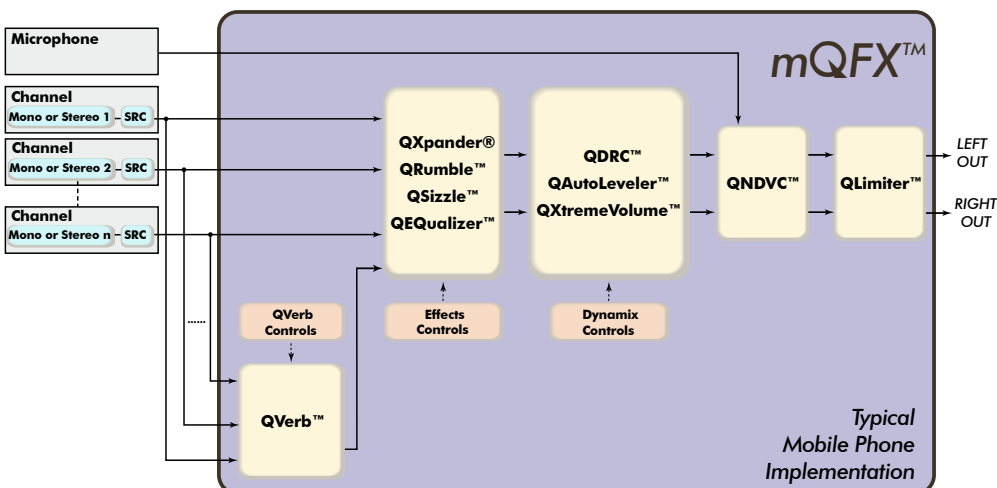 Microphone
mQFX™
Channel
Mono or Stereo 1 SRC
Channel
Mono or Stereo 2 SRC
Channel
Mono or Stereo n SRC
QXpander®
QRumble™
QSizzle™
QEQualizer™
QDRC™
QAutoLeveler™
QXtremeVolume™
QNDVC™
QLimiter™
LEFT
OUT
RIGHT
OUT
QVerb
Controls
Effects
Controls
Dynamix
Controls
QVerb™
Typical
Mobile Phone
Implementation